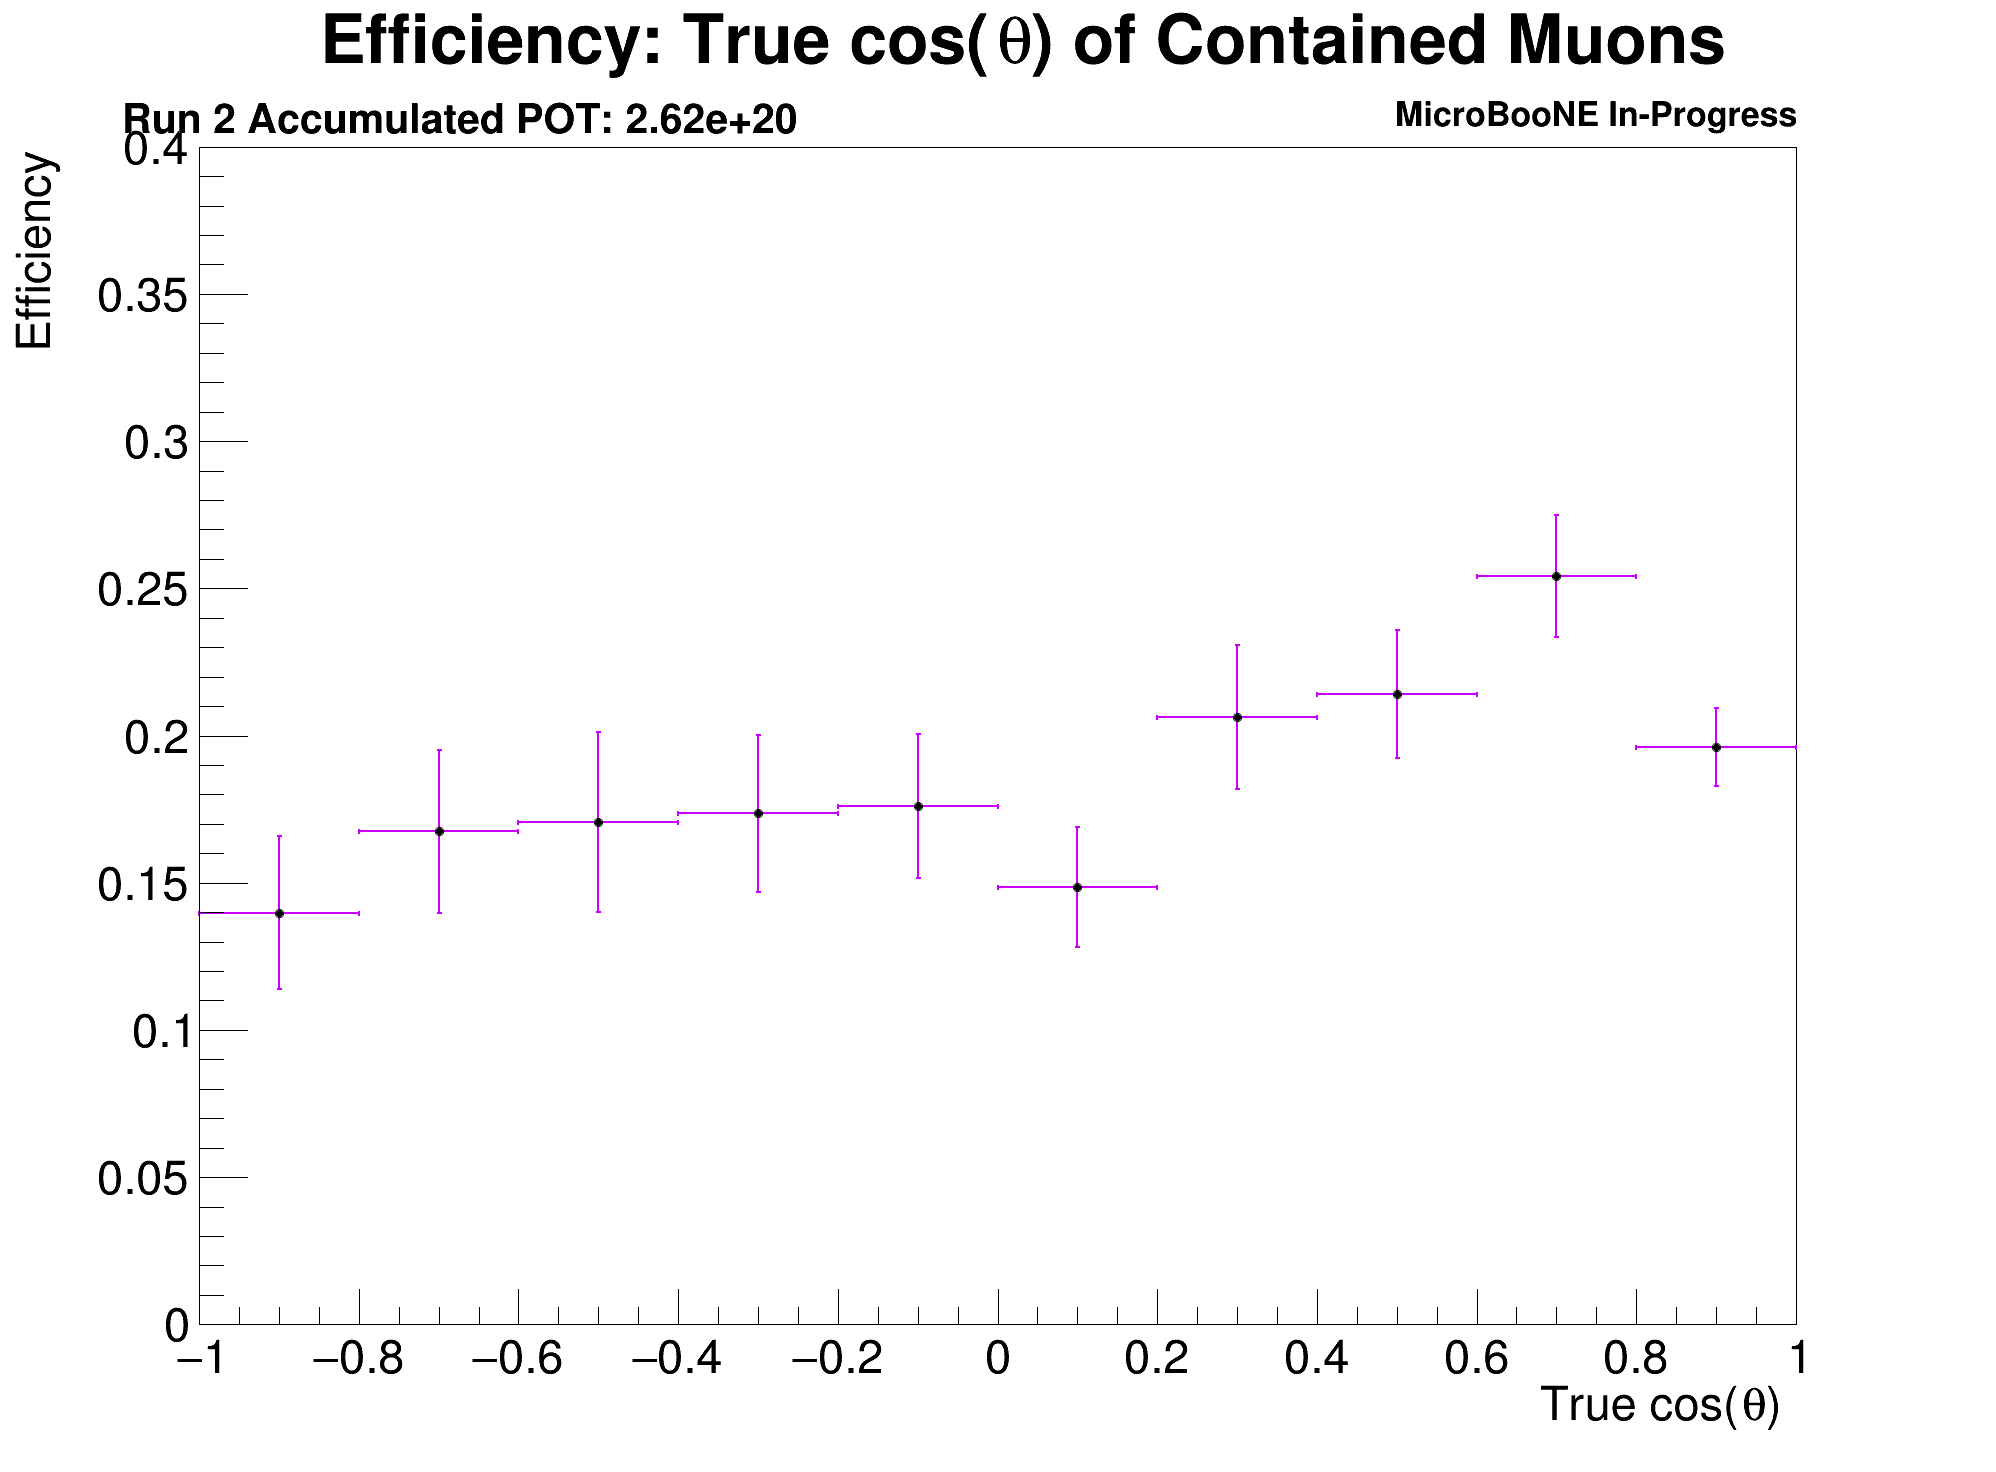 Efficiency: True cos(θ) of Contained Muons
Run 2 Accumulated POT: 2.62e+20
MicroBooNE In-Progress
Efficiency
0.4
0.35
0.3
0.25
0.2
0.15
0.1
0.05
0
−1 −0.8 −0.6 −0.4 −0.2 0 0.2 0.4 0.6 0.8 1
True cos(θ)